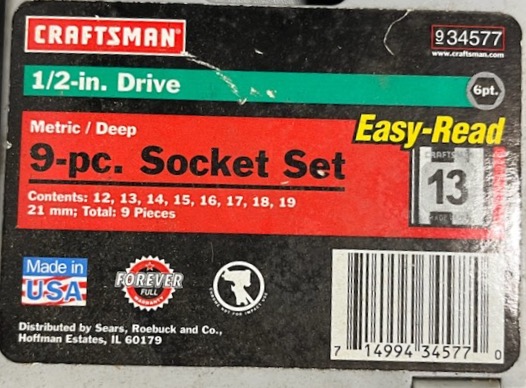 CRAFTSMAN®
9 34577
www.craftsman.com
1/2-in. Drive
6pt.
Metric / Deep
Easy-Read
9-pc. Socket Set
13
Contents: 12, 13, 14, 15, 16, 17, 18, 19
21 mm; Total: 9 Pieces
Made in
USA
FOREVER
FULL
WARRANTY
Distributed by Sears, Roebuck and Co.,
Hoffman Estates, IL 60179
7 14994 34577 0